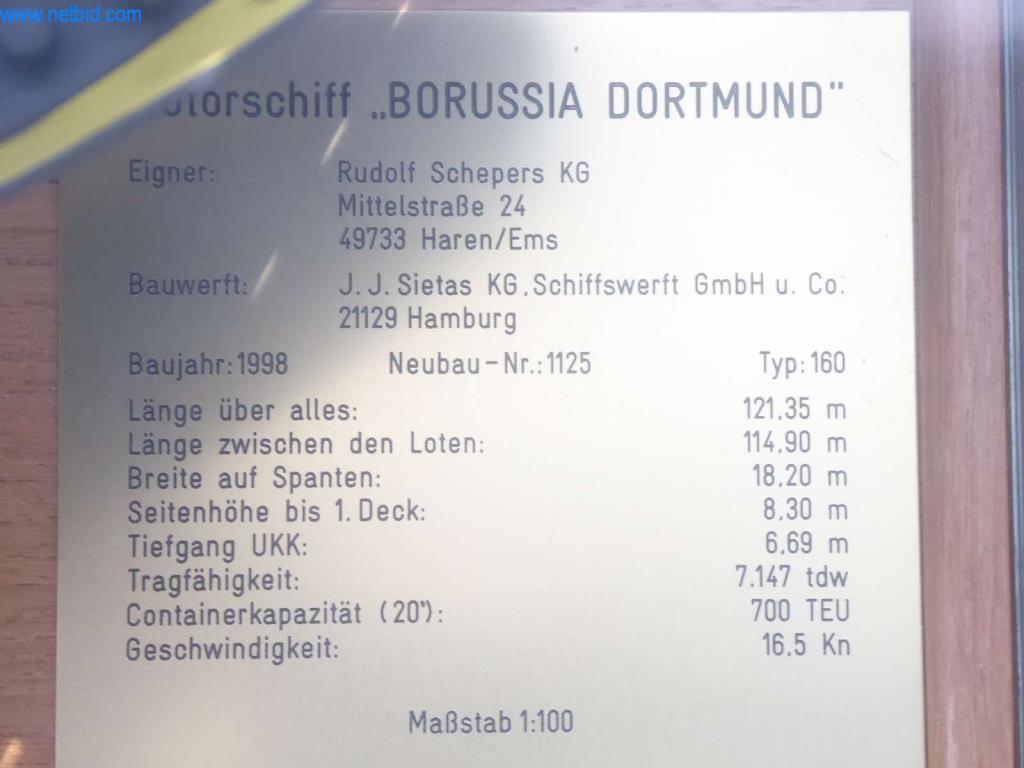 www.netbid.com
torschiff „BORUSSIA DORTMUND"
Eigner: Rudolf Schepers KG
Mittelstraße 24
49733 Haren/Ems
Bauwerft: J. J. Sietas KG, Schiffswerft GmbH u. Co.
21129 Hamburg
Baujahr: 1998 Neubau-Nr.: 1125 Typ: 160
Länge über alles: 121,35 m
Länge zwischen den Loten: 114,90 m
Breite auf Spanten: 18,20 m
Seitenhöhe bis 1. Deck: 8,30 m
Tiefgang UKK: 6,69 m
Tragfähigkeit: 7.147 tdw
Containerkapazität (20"): 700 TEU
Geschwindigkeit: 16,5 Kn
Maßstab 1:100